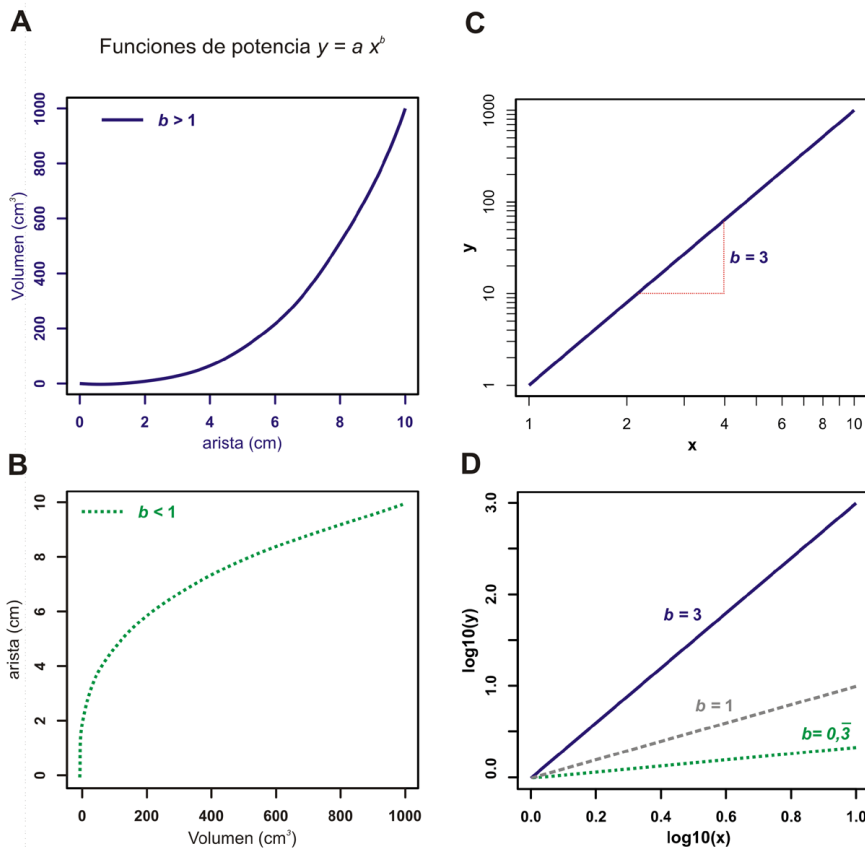 A
Funciones de potencia y = a x^b
b > 1
Volumen (cm³)
1000
800
600
400
200
0
0 2 4 6 8 10
arista (cm)
B
b < 1
arista (cm)
10
8
6
4
2
0
0 200 400 600 800 1000
Volumen (cm³)
C
y
1000
100
10
1
b = 3
1 2 4 6 8 10
x
D
log10(y)
3.0
2.0
1.0
0.0
b = 3
b = 1
b= 0,3̅
0.0 0.2 0.4 0.6 0.8 1.0
log10(x)